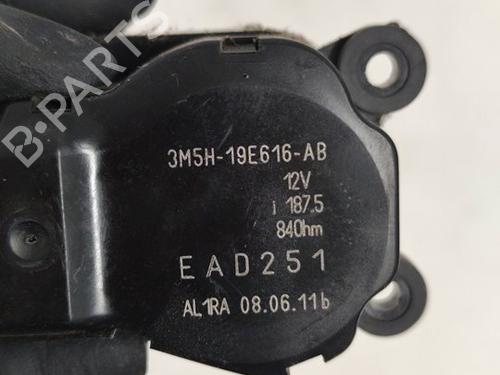 B-PARTS
3M5H-19E616-AB
12V
i 187.5
84Ohm
EAD251
AL1RA 08.06.11b